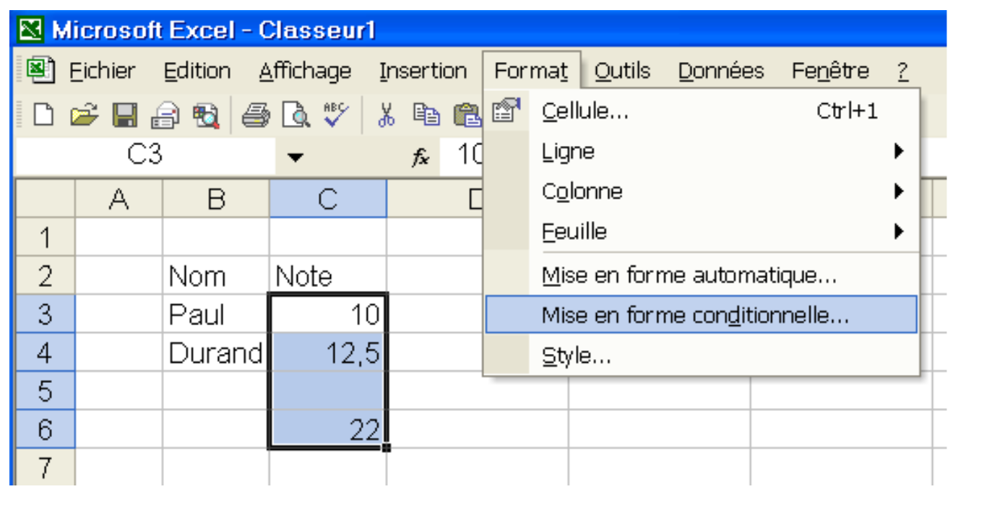 Microsoft Excel - Classeur1
Fichier Edition Affichage Insertion Format Outils Données Fenêtre ?
ABC
Cellule... Ctrl+1
C3 fx 10
Ligne
A B C
Colonne
1
Feuille
2 Nom Note
Mise en forme automatique...
3 Paul 10
Mise en forme conditionnelle...
4 Durand 12,5
Style...
5
6 22
7